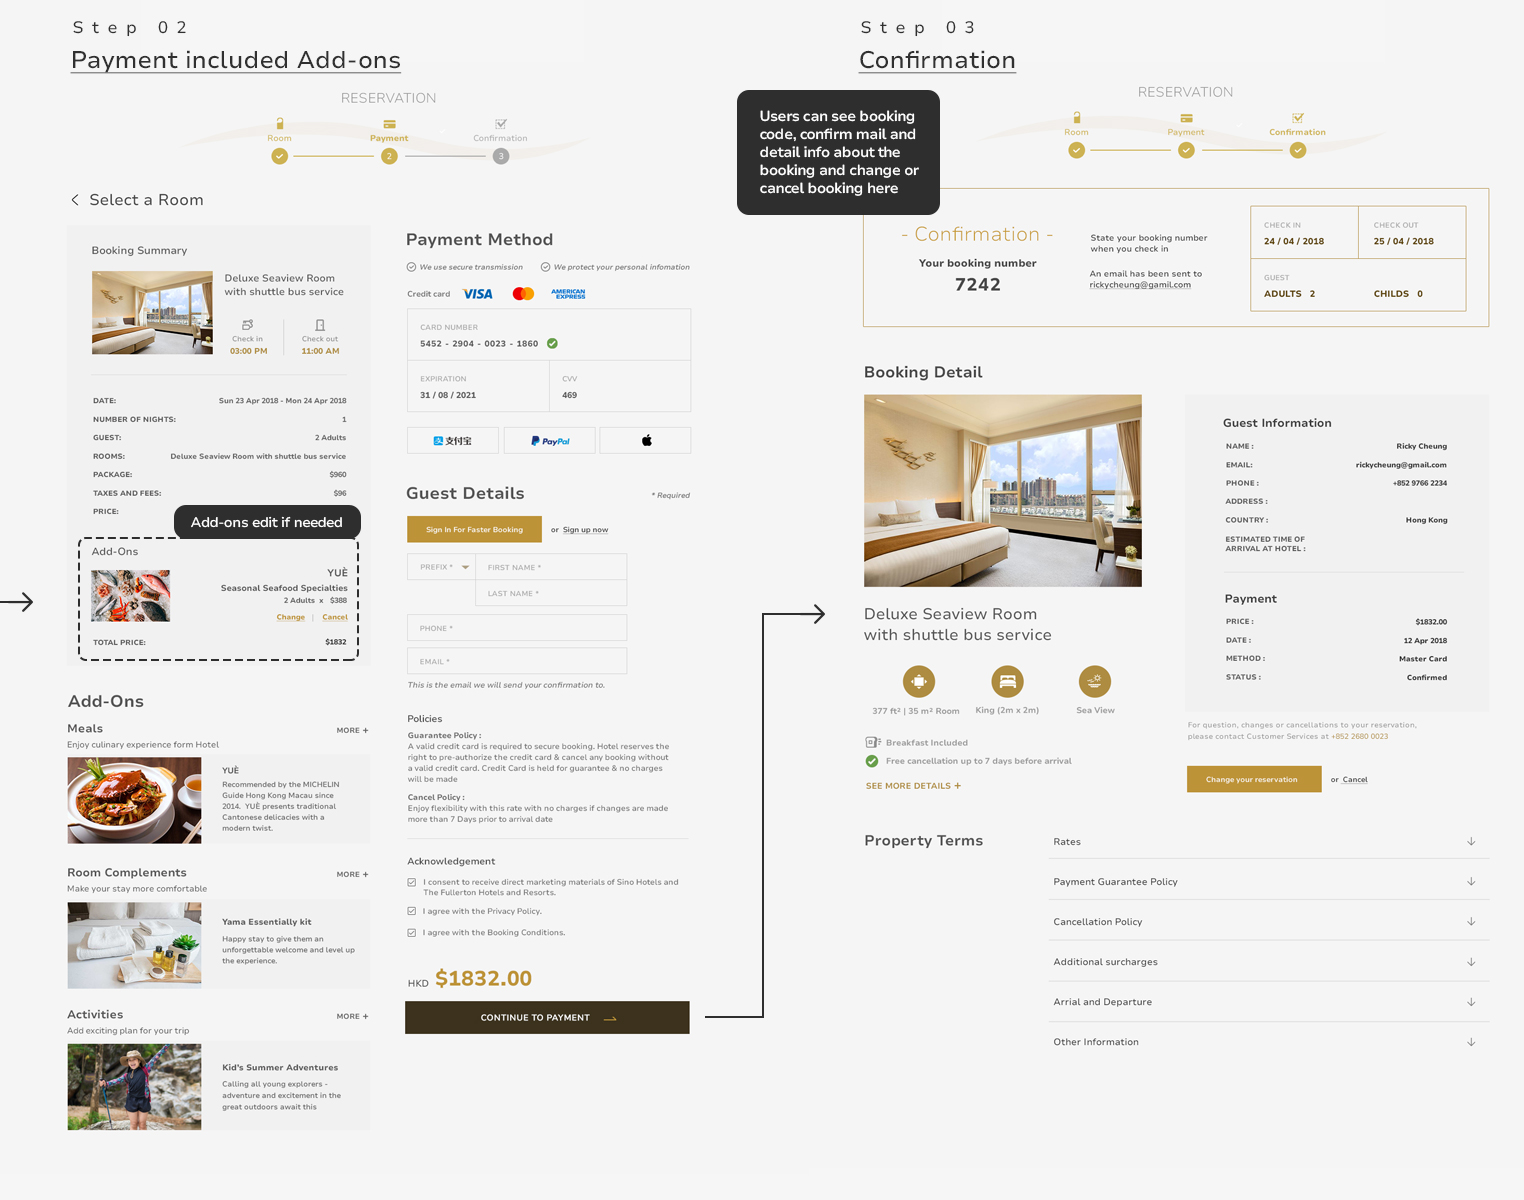 Step 02
Payment included Add-ons
RESERVATION
Room
Payment
Confirmation
2
3
Select a Room
Booking Summary
Deluxe Seaview Room
with shuttle bus service
Check in
03:00 PM
Check out
11:00 AM
DATE: Sun 23 Apr 2018 - Mon 24 Apr 2018
NUMBER OF NIGHTS: 1
GUEST: 2 Adults
ROOMS: Deluxe Seaview Room with shuttle bus service
PACKAGE: $960
TAXES AND FEES: $96
PRICE:
Add-ons edit if needed
Add-Ons
YUÈ
Seasonal Seafood Specialties
2 Adults x $388
Change | Cancel
TOTAL PRICE: $1832
Add-Ons
Meals
MORE +
Enjoy culinary experience form Hotel
YUÈ
Recommended by the MICHELIN
Guide Hong Kong Macau since
2014. YUÈ presents traditional
Cantonese delicacies with a
modern twist.
Room Complements
MORE +
Make your stay more comfortable
Yama Essentially kit
Happy stay to give them an
unforgettable welcome and level up
the experience.
Activities
MORE +
Add exciting plan for your trip
Kid's Summer Adventures
Calling all young explorers -
adventure and excitement in the
great outdoors await this
Payment Method
We use secure transmission
We protect your personal infomation
Credit card VISA AMERICAN EXPRESS
CARD NUMBER
5452 - 2904 - 0023 - 1860
EXPIRATION
31 / 08 / 2021
CVV
469
支 支付宝
PayPal
Guest Details
* Required
Sign In For Faster Booking
or Sign up now
PREFIX *
FIRST NAME *
LAST NAME *
PHONE *
EMAIL *
This is the email we will send your confirmation to.
Policies
Guarantee Policy :
A valid credit card is required to secure booking. Hotel reserves the
right to pre-authorize the credit card & cancel any booking without
a valid credit card. Credit Card is held for guarantee & no charges
will be made
Cancel Policy :
Enjoy flexibility with this rate with no charges if changes are made
more than 7 Days prior to arrival date
Acknowledgement
I consent to receive direct marketing materials of Sino Hotels and
The Fullerton Hotels and Resorts.
I agree with the Privacy Policy.
I agree with the Booking Conditions.
HKD $1832.00
CONTINUE TO PAYMENT
Step 03
Confirmation
RESERVATION
Room
Payment
Confirmation
Users can see booking
code, confirm mail and
detail info about the
booking and change or
cancel booking here
- Confirmation -
Your booking number
7242
State your booking number
when you check in
An email has been sent to
rickycheung@gamil.com
CHECK IN
24 / 04 / 2018
CHECK OUT
25 / 04 / 2018
GUEST
ADULTS 2
CHILDS 0
Booking Detail
Deluxe Seaview Room
with shuttle bus service
377 ft² | 35 m² Room
King (2m x 2m)
Sea View
Breakfast Included
Free cancellation up to 7 days before arrival
SEE MORE DETAILS +
Guest Information
NAME : Ricky Cheung
EMAIL: rickycheung@gmail.com
PHONE : +852 9766 2234
ADDRESS :
COUNTRY : Hong Kong
ESTIMATED TIME OF
ARRIVAL AT HOTEL :
Payment
PRICE : $1832.00
DATE : 12 Apr 2018
METHOD : Master Card
STATUS : Confirmed
For question, changes or cancellations to your reservation,
please contact Customer Services at +852 2680 0023
Change your reservation
or Cancel
Property Terms
Rates
Payment Guarantee Policy
Cancellation Policy
Additional surcharges
Arrial and Departure
Other Information